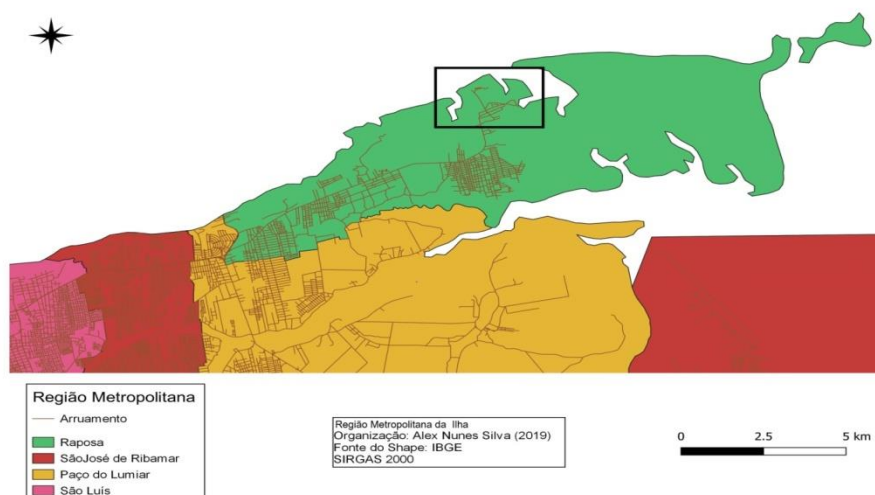 Região Metropolitana
Arruamento
Raposa
SãoJosé de Ribamar
Paço do Lumiar
São Luís
Região Metropolitana da Ilha
Organização: Alex Nunes Silva (2019)
Fonte do Shape: IBGE
SIRGAS 2000
0 2.5 5 km